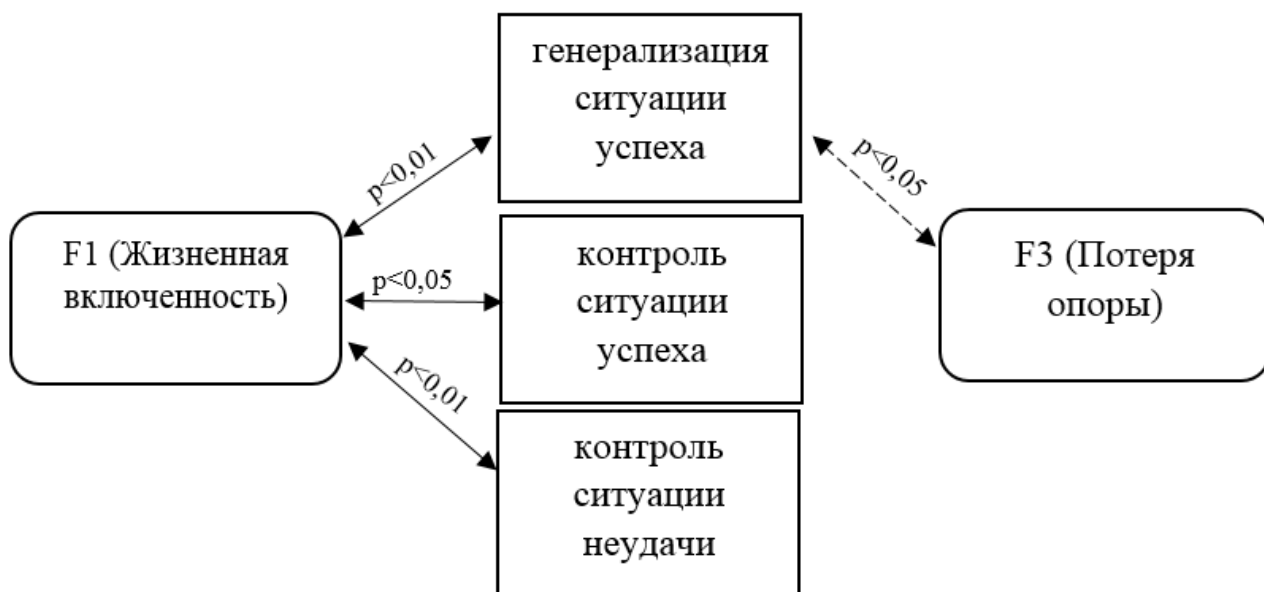 генерализация
ситуации
успеха
p<0,01
p<0,05
F1 (Жизненная
включенность)
F3 (Потеря
опоры)
p<0,05
контроль
ситуации
успеха
p<0,01
контроль
ситуации
неудачи